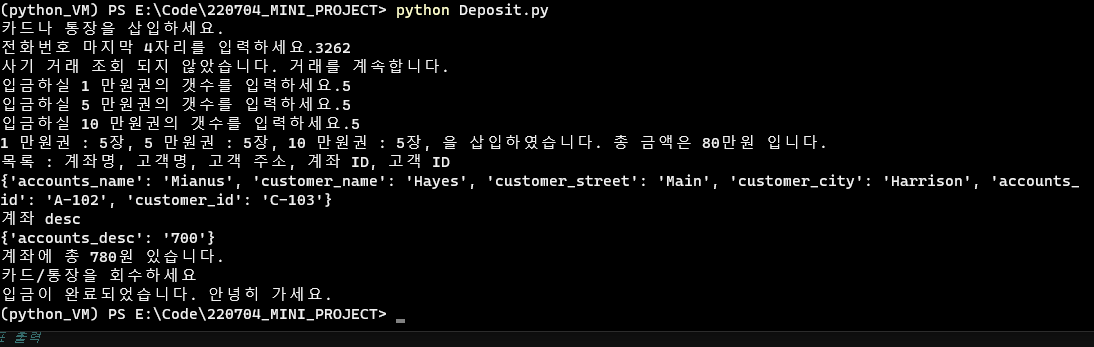 (python_VM) PS E:\Code\220704_MINI_PROJECT> python Deposit.py
카드나 통장을 삽입하세요.
전화번호 마지막 4자리를 입력하세요.3262
사기 거래 조회 되지 않았습니다. 거래를 계속합니다.
입금하실 1 만원권의 갯수를 입력하세요.5
입금하실 5 만원권의 갯수를 입력하세요.5
입금하실 10 만원권의 갯수를 입력하세요.5
1 만원권 : 5장, 5 만원권 : 5장, 10 만원권 : 5장, 을 삽입하였습니다. 총 금액은 80만원 입니다.
목록 : 계좌명, 고객명, 고객 주소, 계좌 ID, 고객 ID
{'accounts_name': 'Mianus', 'customer_name': 'Hayes', 'customer_street': 'Main', 'customer_city': 'Harrison', 'accounts_
id': 'A-102', 'customer_id': 'C-103'}
계좌 desc
{'accounts_desc': '700'}
계좌에 총 780원 있습니다.
카드/통장을 회수하세요
입금이 완료되었습니다. 안녕히 가세요.
(python_VM) PS E:\Code\220704_MINI_PROJECT>
출력